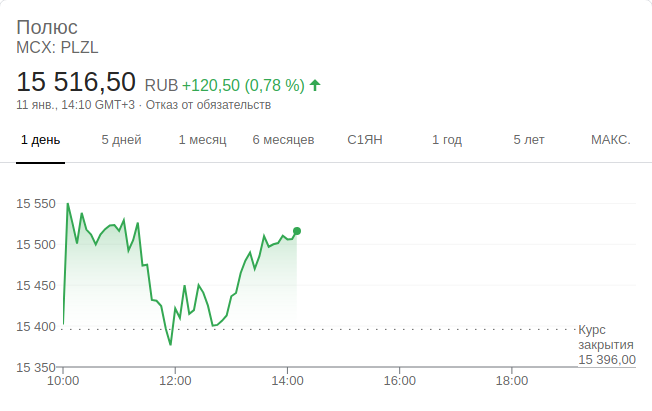 Полюс
MCX: PLZL
15 516,50 RUB +120,50 (0,78 %)
11 янв., 14:10 GMT+3 · Отказ от обязательств
1 день 5 дней 1 месяц 6 месяцев С1ЯН 1 год 5 лет МАКС.
15 550
15 500
15 450
15 400
Курс
закрытия
15 396,00
15 350
10:00 12:00 14:00 16:00 18:00